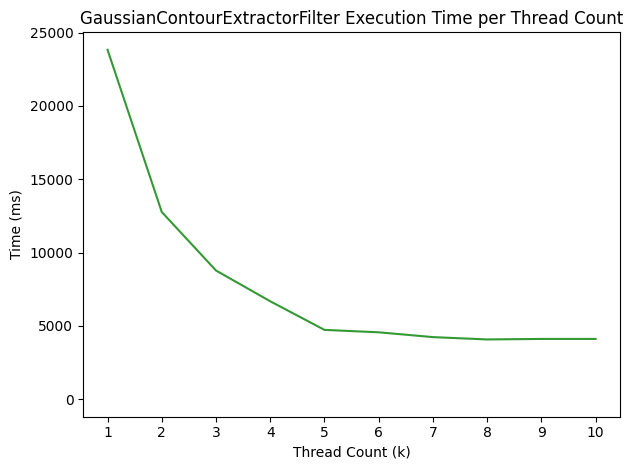 GaussianContourExtractorFilter Execution Time per Thread Count
25000
20000
15000
10000
5000
0
Time (ms)
1 2 3 4 5 6 7 8 9 10
Thread Count (k)